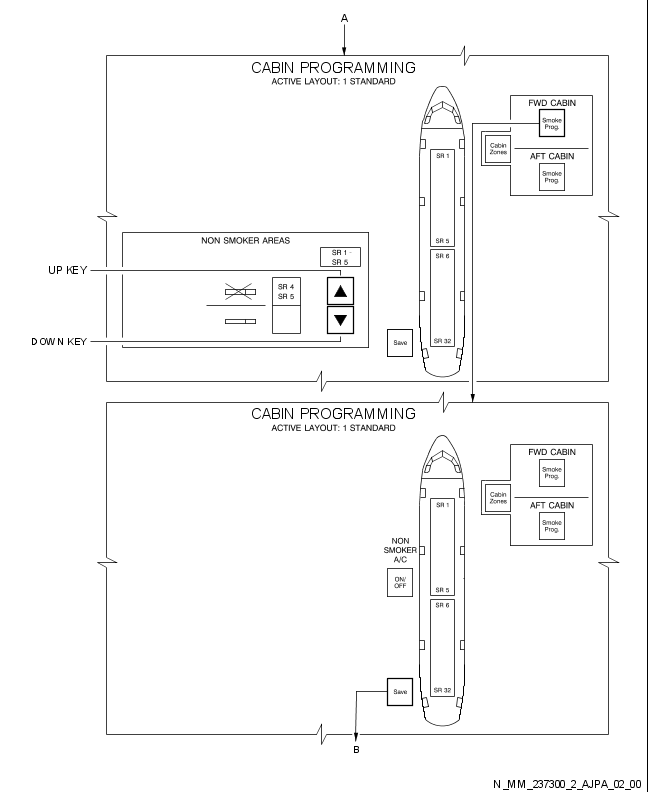 A
CABIN PROGRAMMING
ACTIVE LAYOUT: 1 STANDARD
FWD CABIN
Smoke
Prog.
Cabin
Zones
AFT CABIN
Smoke
Prog.
SR 1
SR 5
SR 6
SR 32
NON SMOKER AREAS
SR 1 -
SR 5
UP KEY
SR 4
SR 5
DOWN KEY
Save
CABIN PROGRAMMING
ACTIVE LAYOUT: 1 STANDARD
FWD CABIN
Smoke
Prog.
Cabin
Zones
AFT CABIN
Smoke
Prog.
SR 1
NON
SMOKER
A/C
ON/
OFF
SR 5
SR 6
SR 32
Save
B
N_MM_237300_2_AJPA_02_00